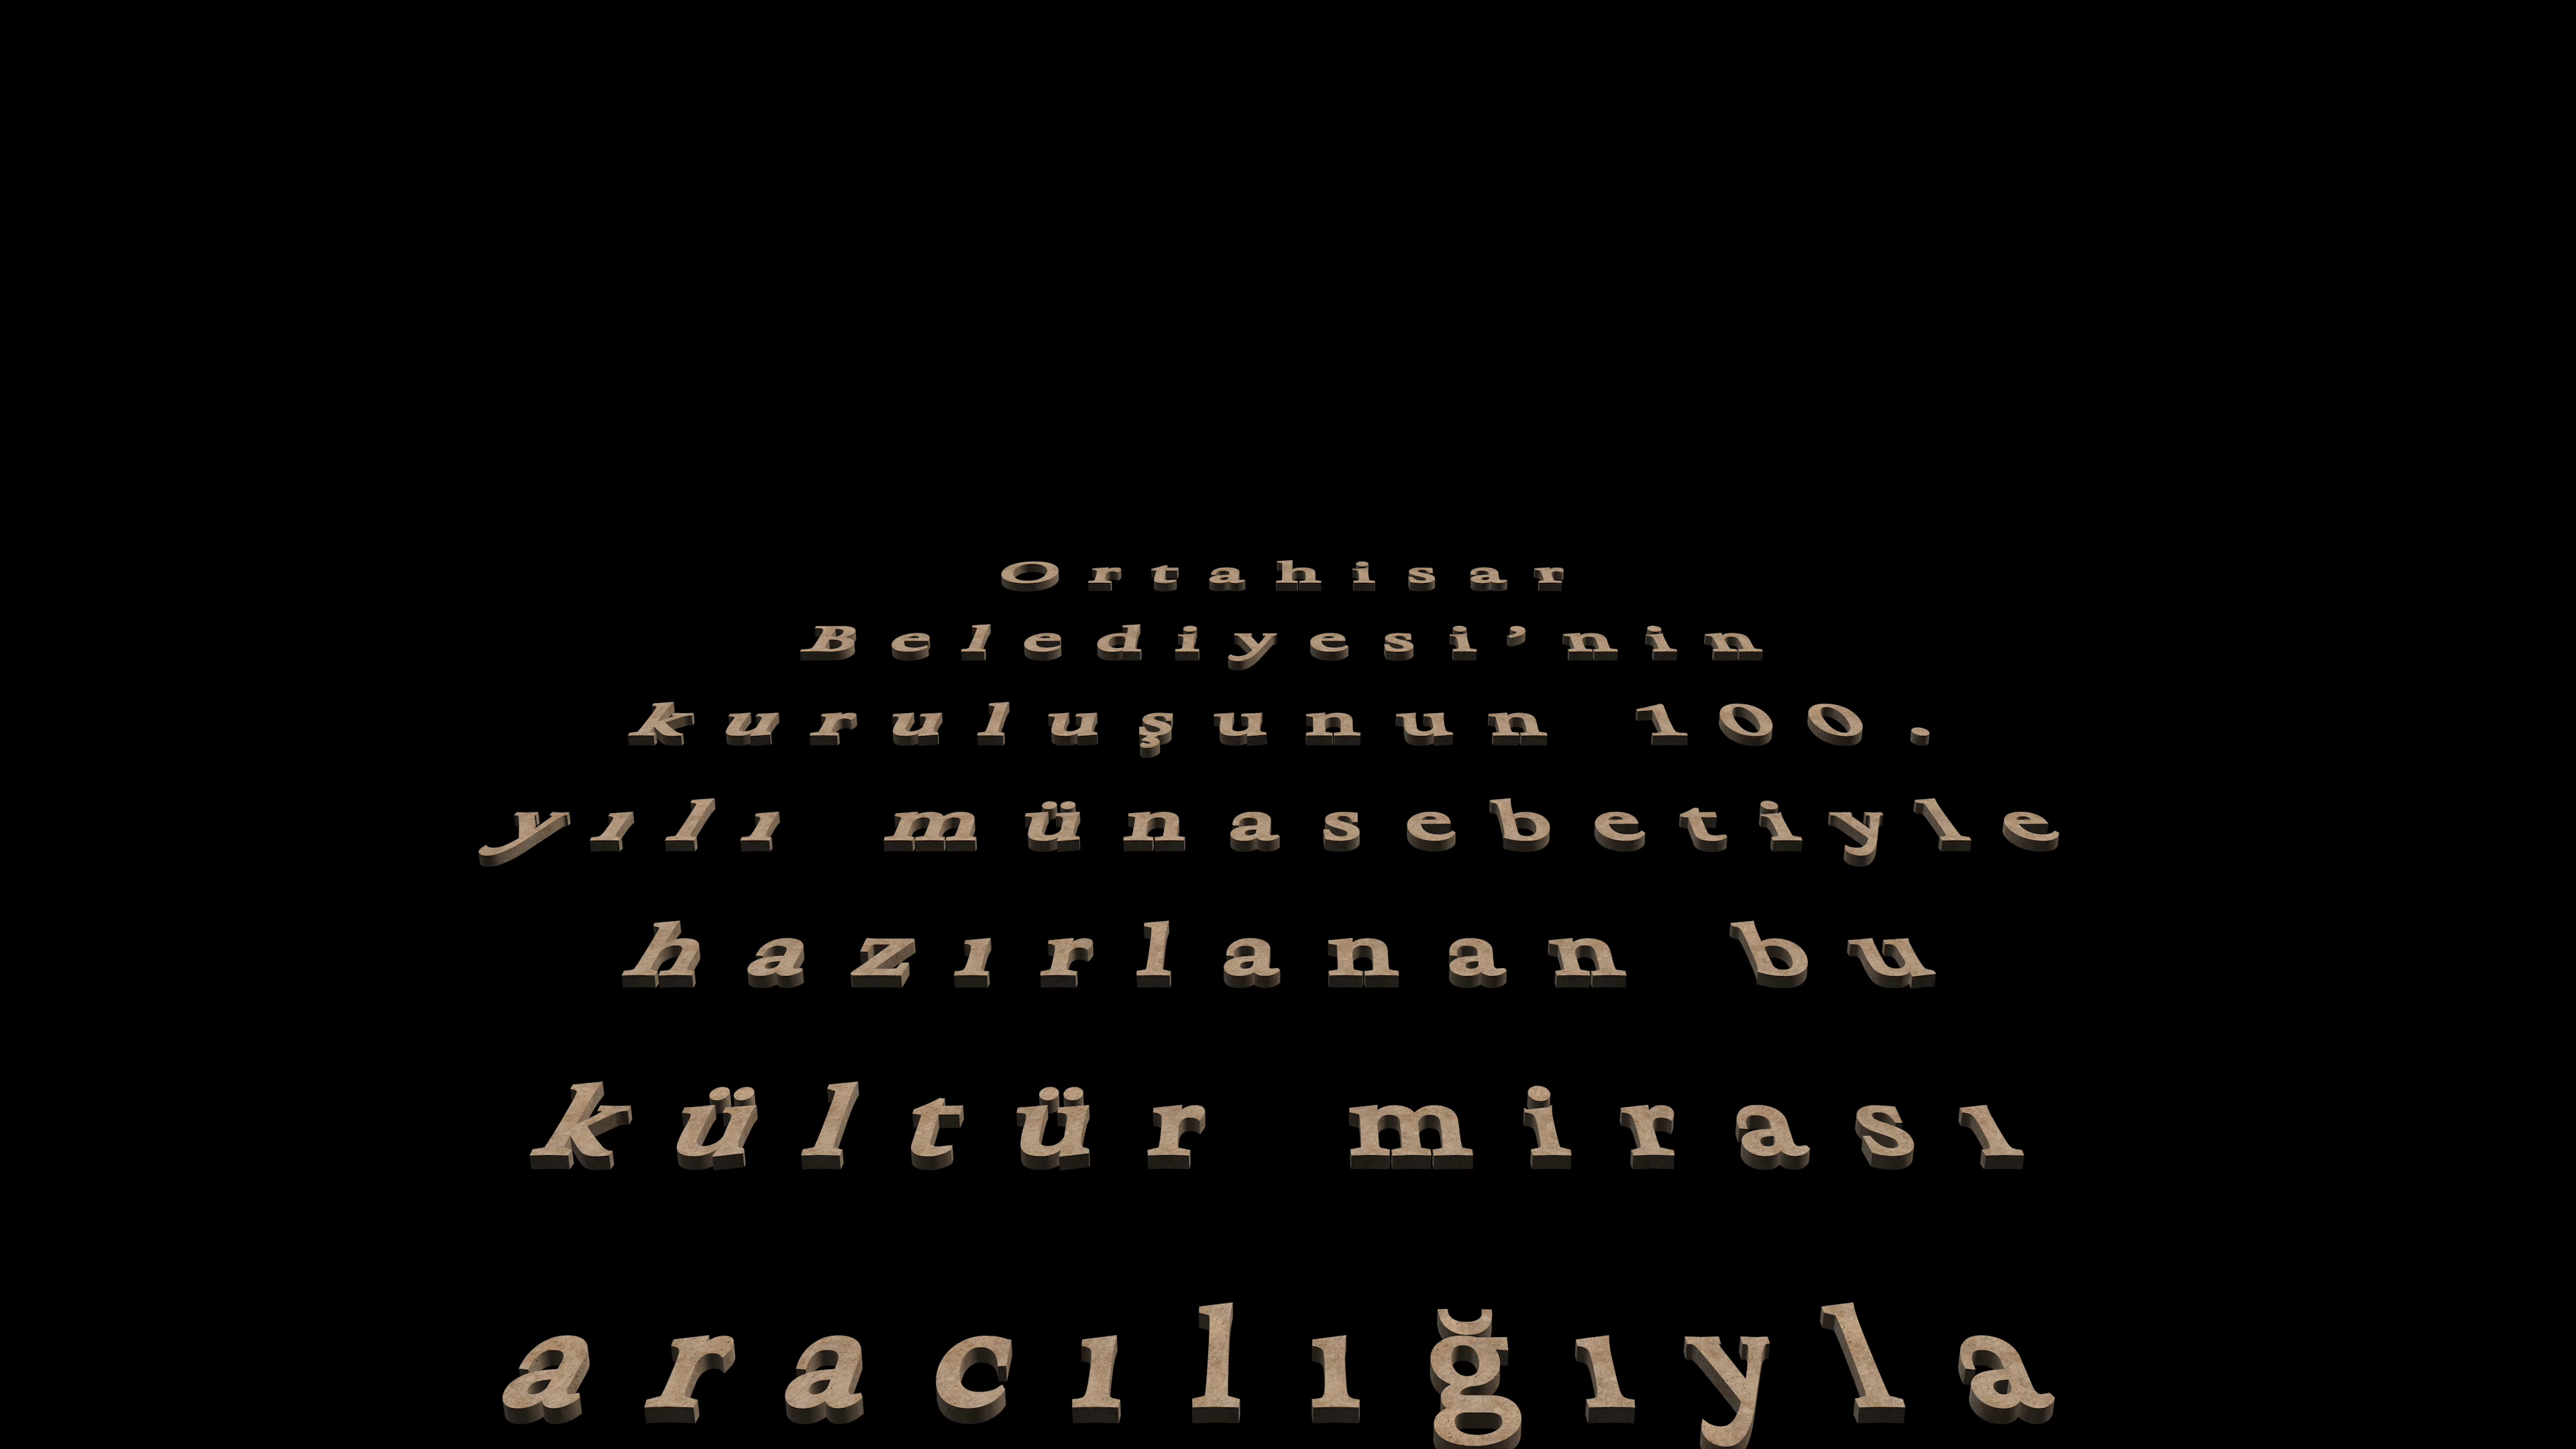 Ortahisar
Belediyesi’nin
kuruluşunun 100.
yılı münasebetiyle
hazırlanan bu
kültür mirası
aracılığıyla